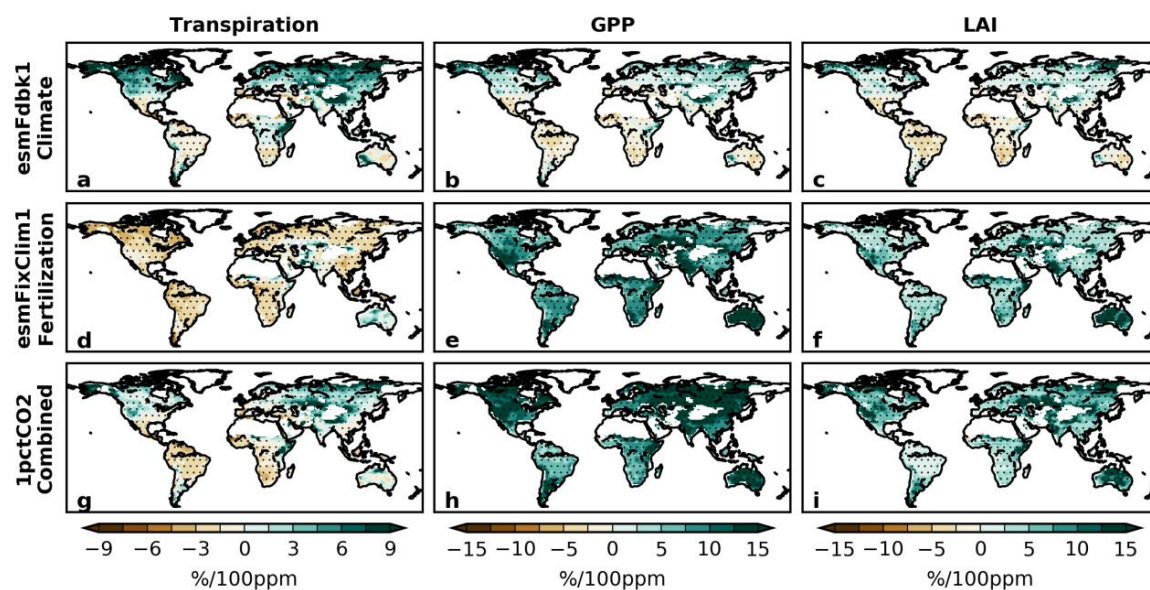 Transpiration GPP LAI
esmFdbk1
Climate
a b c
esmFixClim1
Fertilization
d e f
1pctCO2
Combined
g h i
−9 −6 −3 0 3 6 9 −15 −10 −5 0 5 10 15 −15 −10 −5 0 5 10 15
%/100ppm %/100ppm %/100ppm